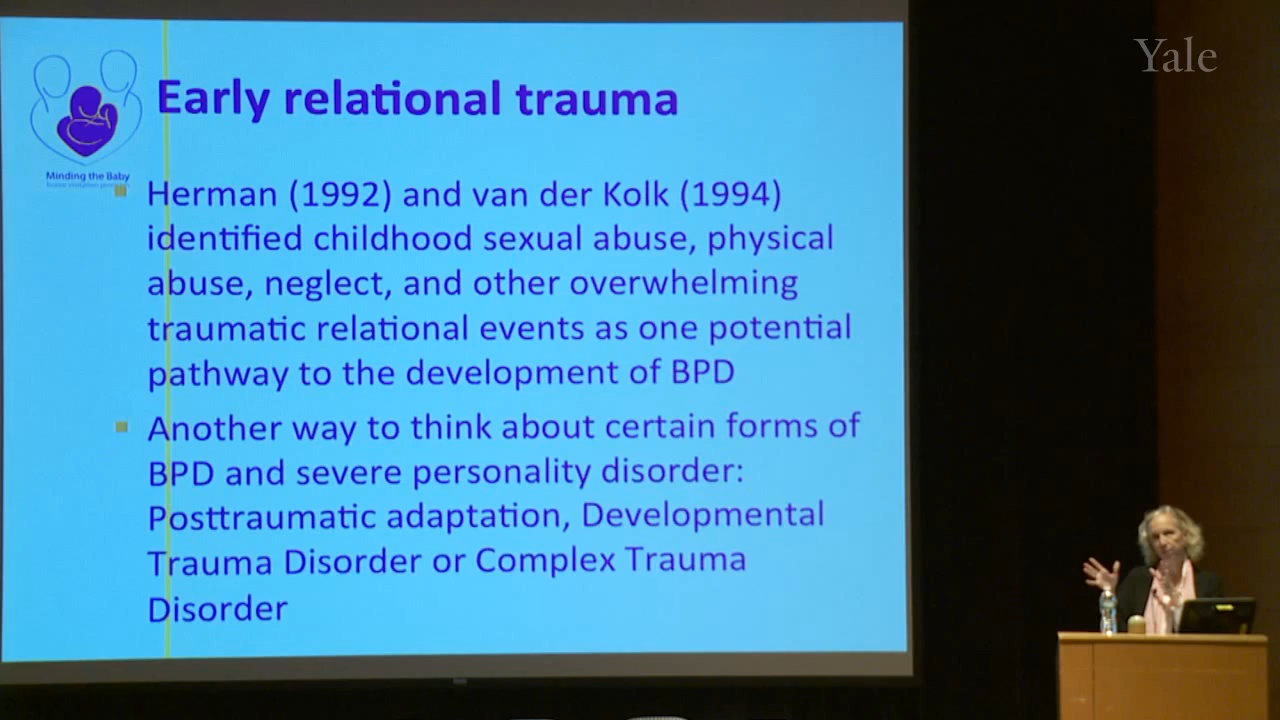 Yale
Early relational trauma
Minding the Baby
Herman (1992) and van der Kolk (1994)
identified childhood sexual abuse, physical
abuse, neglect, and other overwhelming
traumatic relational events as one potential
pathway to the development of BPD
Another way to think about certain forms of
BPD and severe personality disorder:
Posttraumatic adaptation, Developmental
Trauma Disorder or Complex Trauma
Disorder